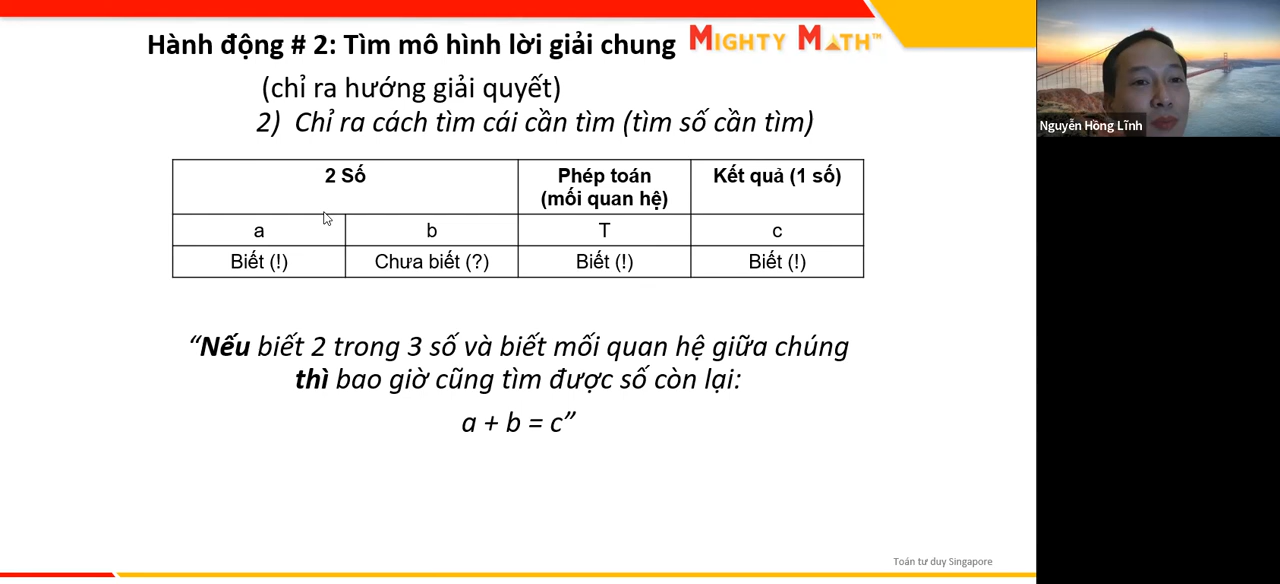 Hành động # 2: Tìm mô hình lời giải chung
MIGHTY MATH™
(chỉ ra hướng giải quyết)
2) Chỉ ra cách tìm cái cần tìm (tìm số cần tìm)
Nguyễn Hồng Lĩnh
2 Số
Phép toán
(mối quan hệ)
Kết quả (1 số)
a b T c
Biết (!) Chưa biết (?) Biết (!) Biết (!)
“Nếu biết 2 trong 3 số và biết mối quan hệ giữa chúng
thì bao giờ cũng tìm được số còn lại:
a + b = c”
Toán tư duy Singapore